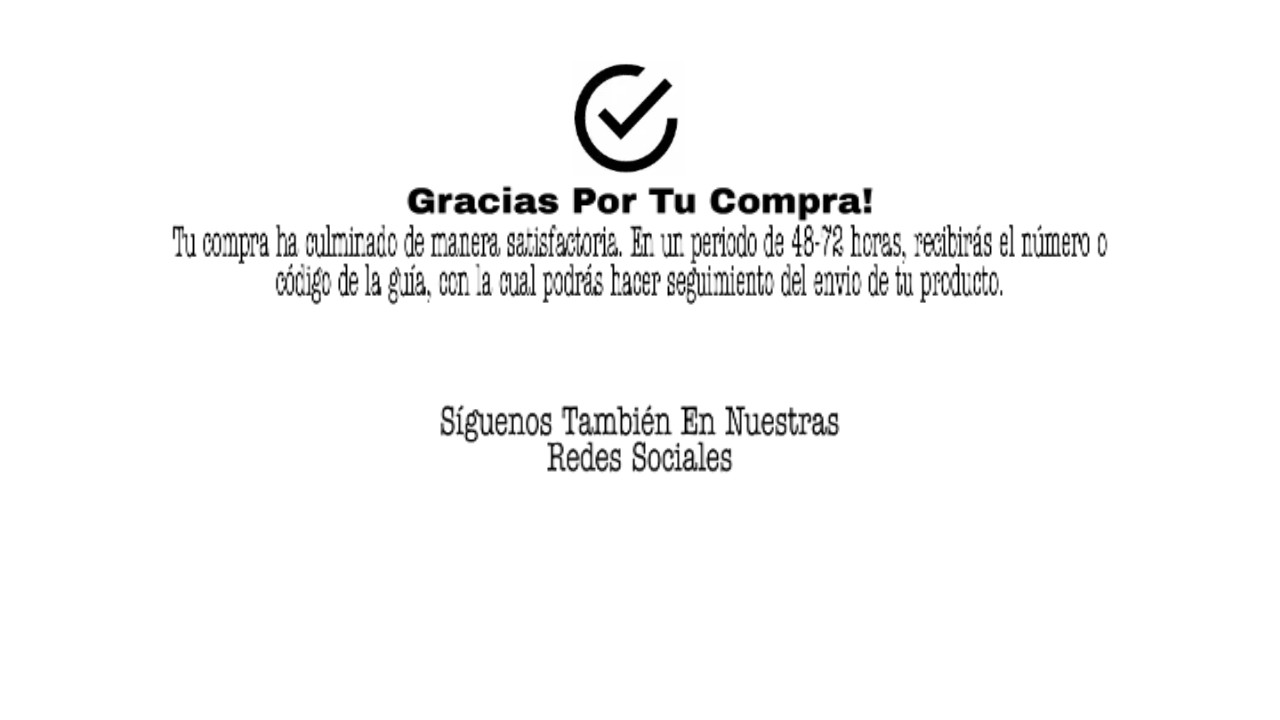 Gracias Por Tu Compra!
Tu compra ha culminado de manera satisfactoria. En un periodo de 48-72 horas, recibirás el número o
código de la guía, con la cual podrás hacer seguimiento del envio de tu producto.
Síguenos También En Nuestras
Redes Sociales